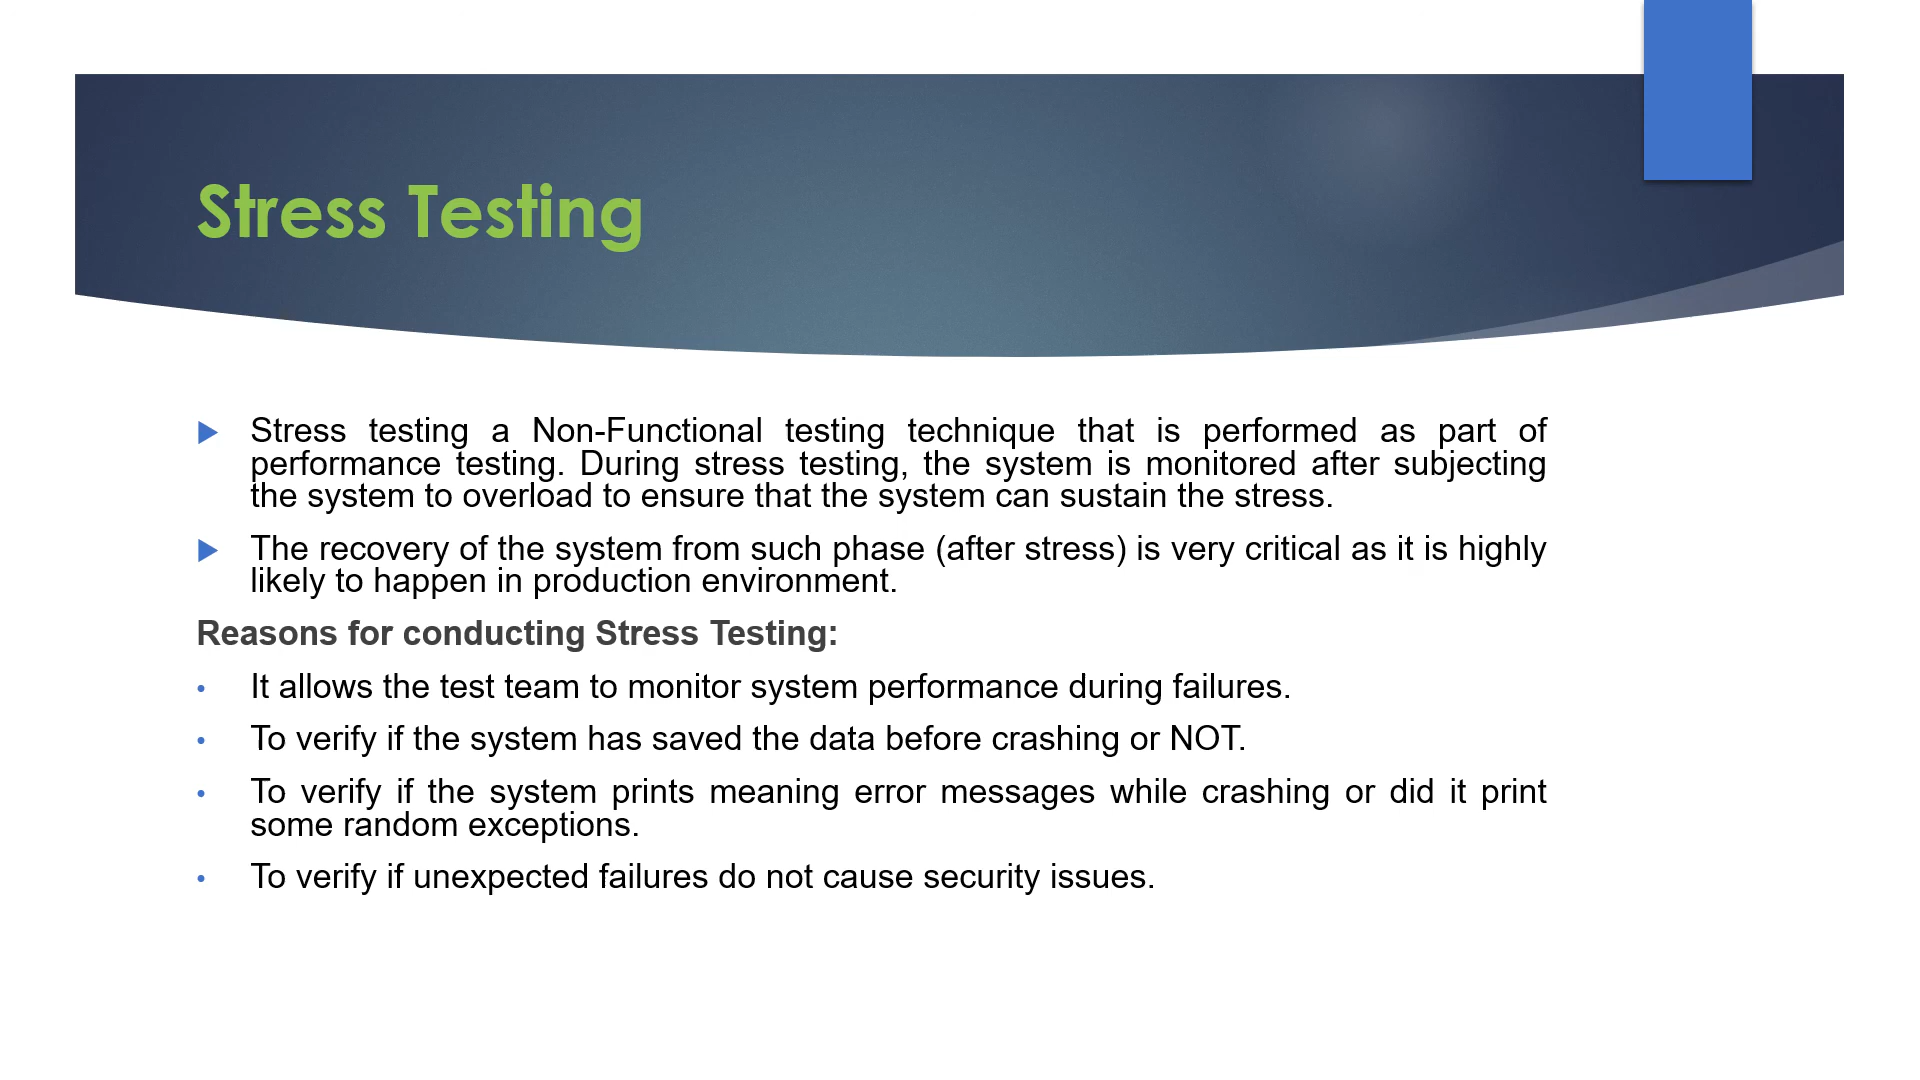 Stress Testing
Stress testing a Non-Functional testing technique that is performed as part of
performance testing. During stress testing, the system is monitored after subjecting
the system to overload to ensure that the system can sustain the stress.
The recovery of the system from such phase (after stress) is very critical as it is highly
likely to happen in production environment.
Reasons for conducting Stress Testing:
• It allows the test team to monitor system performance during failures.
• To verify if the system has saved the data before crashing or NOT.
• To verify if the system prints meaning error messages while crashing or did it print
some random exceptions.
• To verify if unexpected failures do not cause security issues.